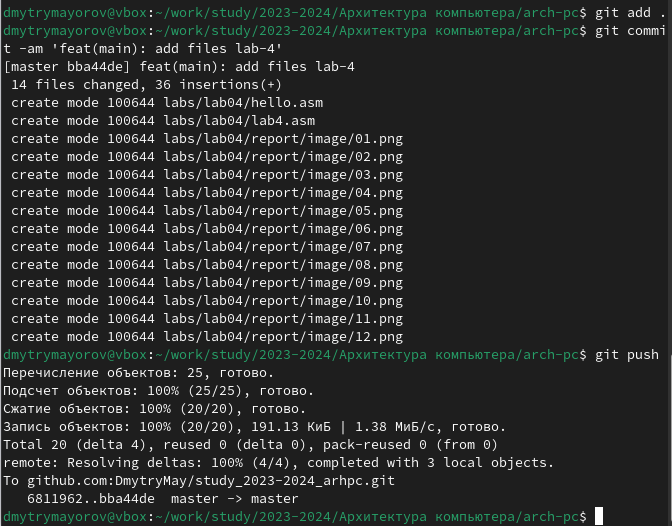 dmytrymayorov@vbox:~/work/study/2023-2024/Архитектура компьютера/arch-pc$ git add .
dmytrymayorov@vbox:~/work/study/2023-2024/Архитектура компьютера/arch-pc$ git commi
t -am 'feat(main): add files lab-4'
[master bba44de] feat(main): add files lab-4
 14 files changed, 36 insertions(+)
 create mode 100644 labs/lab04/hello.asm
 create mode 100644 labs/lab04/lab4.asm
 create mode 100644 labs/lab04/report/image/01.png
 create mode 100644 labs/lab04/report/image/02.png
 create mode 100644 labs/lab04/report/image/03.png
 create mode 100644 labs/lab04/report/image/04.png
 create mode 100644 labs/lab04/report/image/05.png
 create mode 100644 labs/lab04/report/image/06.png
 create mode 100644 labs/lab04/report/image/07.png
 create mode 100644 labs/lab04/report/image/08.png
 create mode 100644 labs/lab04/report/image/09.png
 create mode 100644 labs/lab04/report/image/10.png
 create mode 100644 labs/lab04/report/image/11.png
 create mode 100644 labs/lab04/report/image/12.png
dmytrymayorov@vbox:~/work/study/2023-2024/Архитектура компьютера/arch-pc$ git push
Перечисление объектов: 25, готово.
Подсчет объектов: 100% (25/25), готово.
Сжатие объектов: 100% (20/20), готово.
Запись объектов: 100% (20/20), 191.13 КиБ | 1.38 МиБ/с, готово.
Total 20 (delta 4), reused 0 (delta 0), pack-reused 0 (from 0)
remote: Resolving deltas: 100% (4/4), completed with 3 local objects.
To github.com:DmytryMay/study_2023-2024_arhpc.git
   6811962..bba44de  master -> master
dmytrymayorov@vbox:~/work/study/2023-2024/Архитектура компьютера/arch-pc$